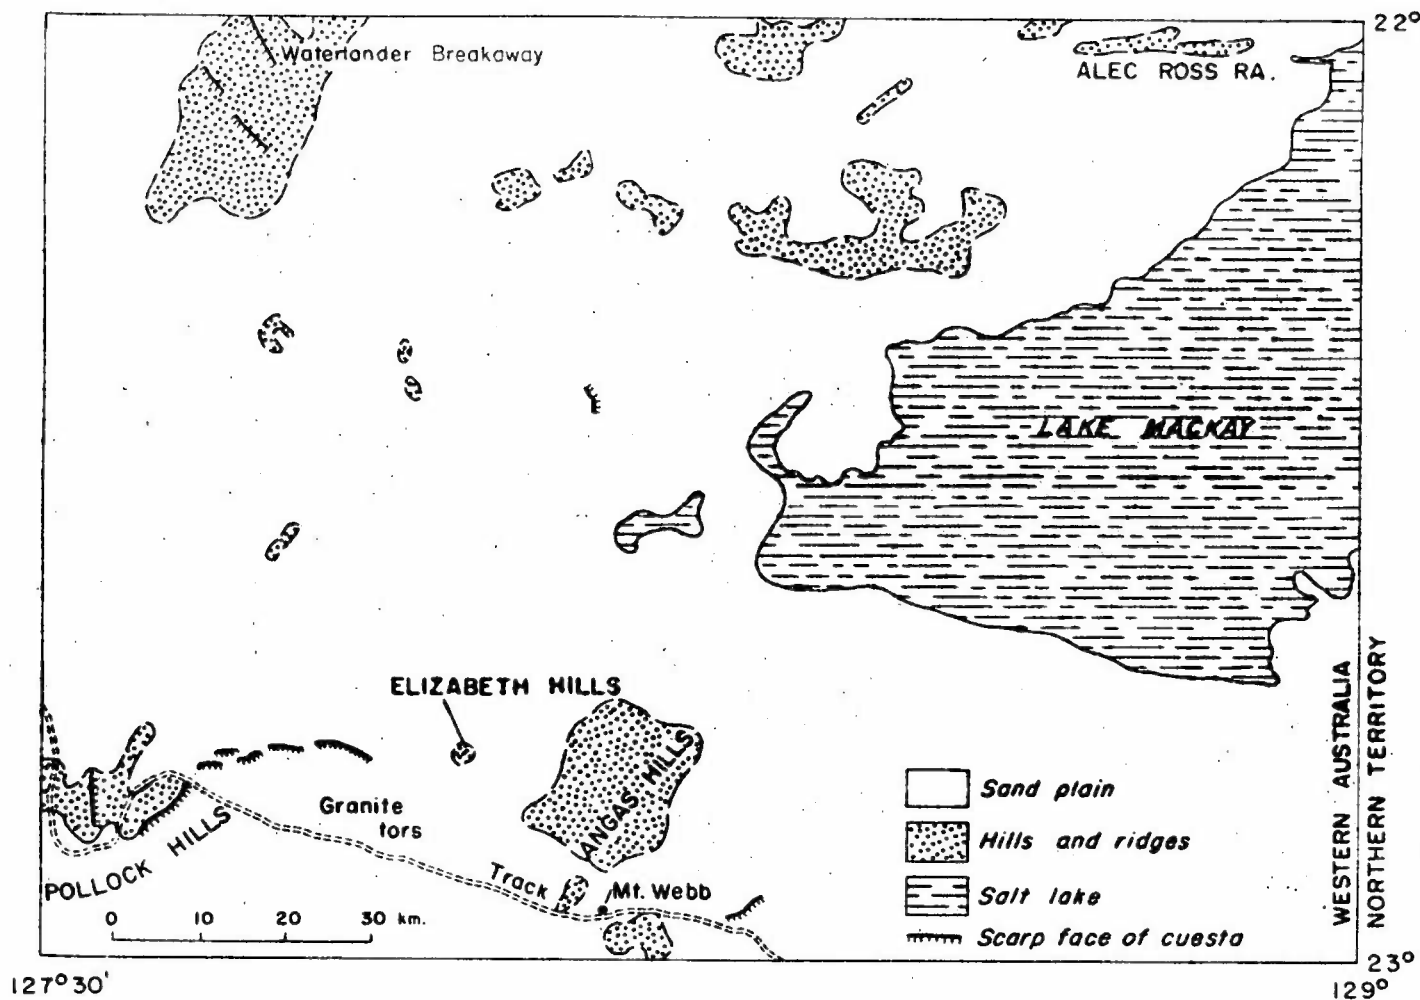 22°
Waterlander Breakaway
ALEC ROSS RA.
LAKE MACKAY
ELIZABETH HILLS
ANGAS HILLS
Granite
tors
POLLOCK HILLS
Track
Mt. Webb
0 10 20 30 km.
Sand plain
Hills and ridges
Salt lake
Scarp face of cuesta
WESTERN AUSTRALIA
NORTHERN TERRITORY
23°
127°30'
129°